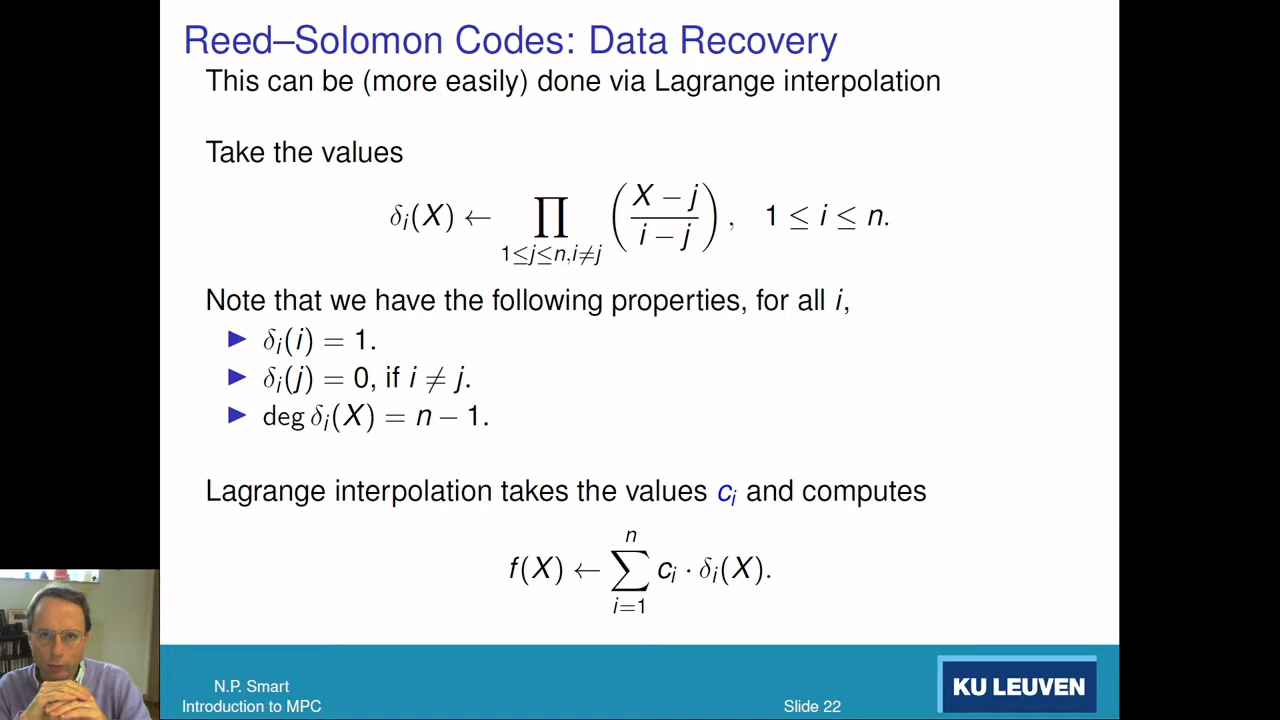 Reed–Solomon Codes: Data Recovery
This can be (more easily) done via Lagrange interpolation
Take the values
δᵢ(X) ← ∏_{1≤j≤n,i≠j} ((X − j)/(i − j)), 1 ≤ i ≤ n.
Note that we have the following properties, for all i,
▶ δᵢ(i) = 1.
▶ δᵢ(j) = 0, if i ≠ j.
▶ deg δᵢ(X) = n − 1.
Lagrange interpolation takes the values cᵢ and computes
f(X) ← ∑_{i=1}^{n} cᵢ · δᵢ(X).
N.P. Smart
Introduction to MPC
Slide 22
KU LEUVEN